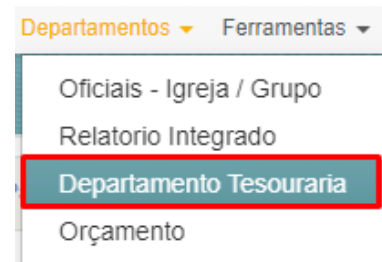 Departamentos Ferramentas
Oficiais - Igreja / Grupo
Relatorio Integrado
Departamento Tesouraria
Orçamento